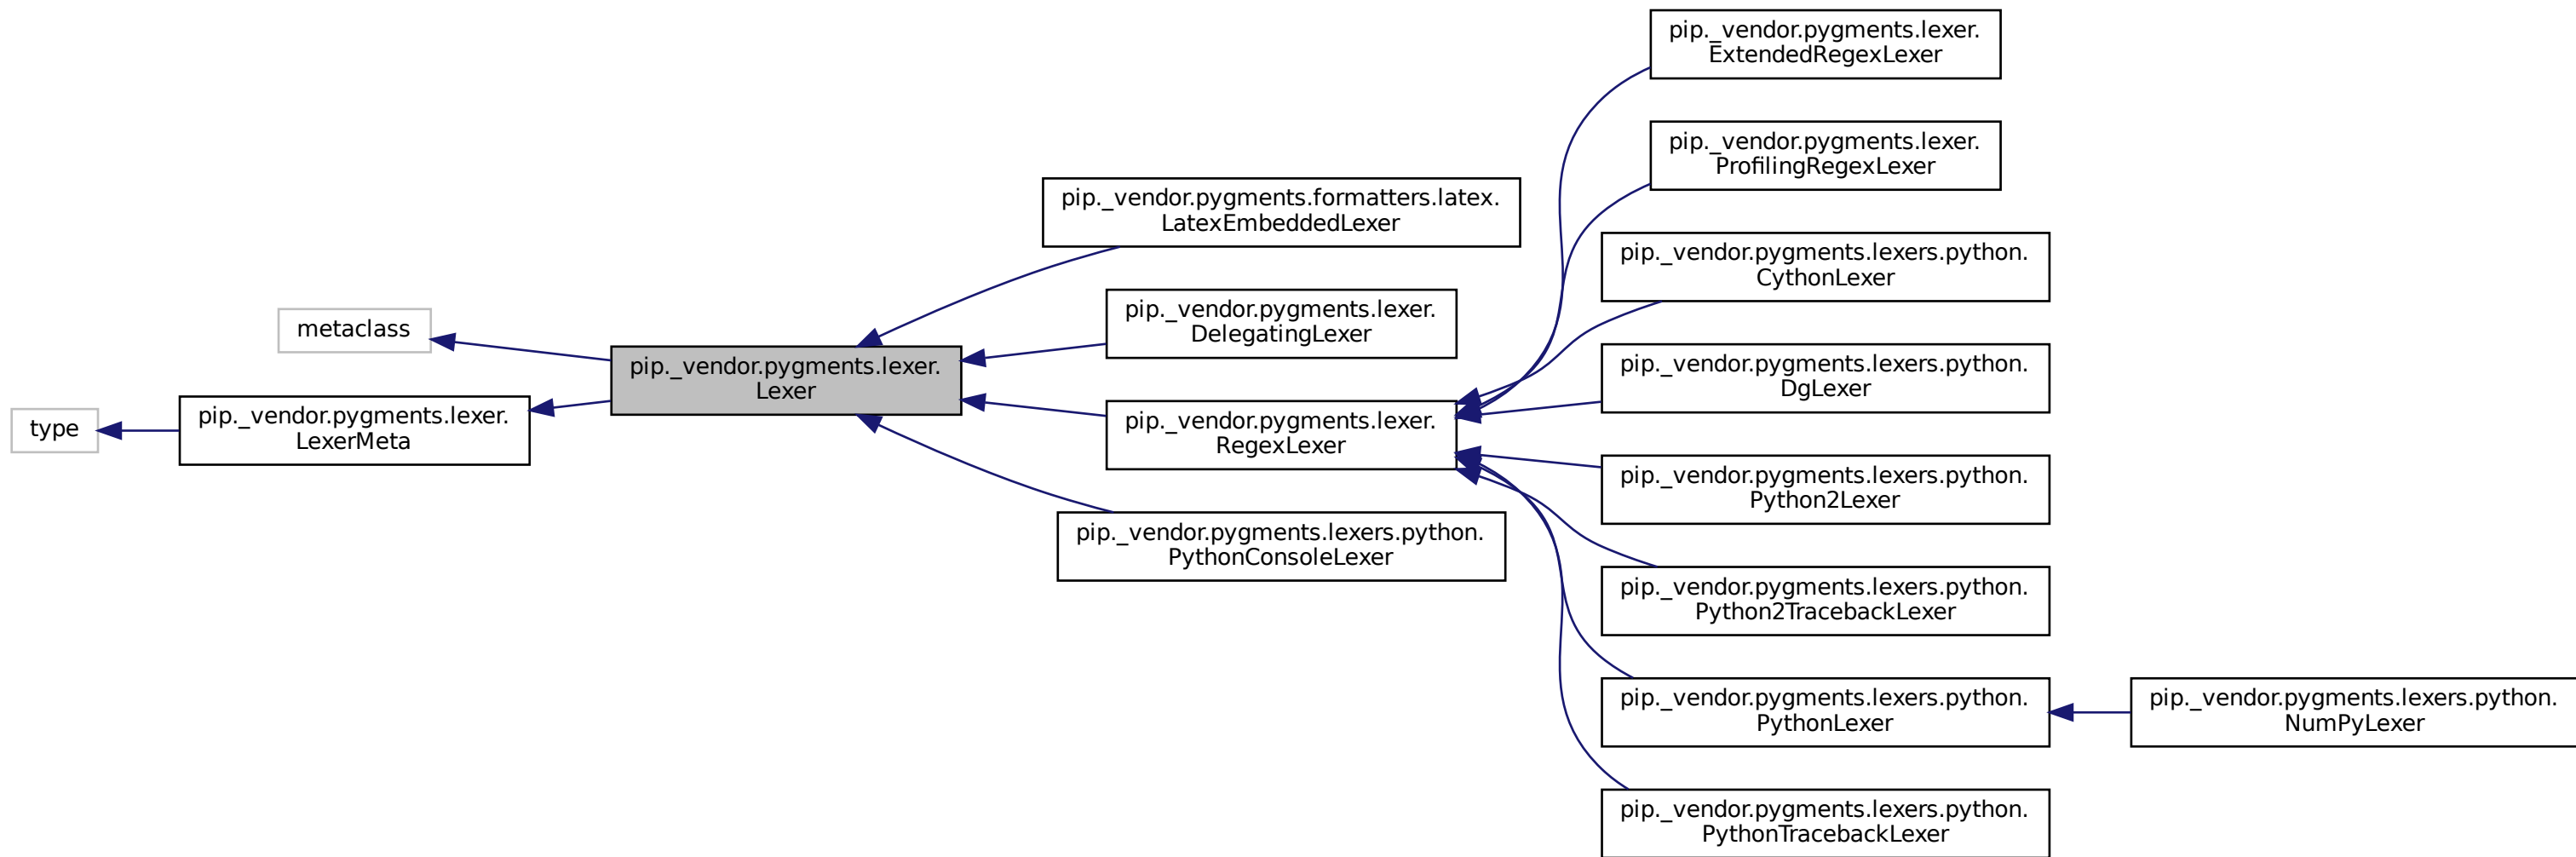 type
metaclass
pip._vendor.pygments.lexer.
LexerMeta
pip._vendor.pygments.lexer.
Lexer
pip._vendor.pygments.formatters.latex.
LatexEmbeddedLexer
pip._vendor.pygments.lexer.
DelegatingLexer
pip._vendor.pygments.lexer.
RegexLexer
pip._vendor.pygments.lexers.python.
PythonConsoleLexer
pip._vendor.pygments.lexer.
ExtendedRegexLexer
pip._vendor.pygments.lexer.
ProfilingRegexLexer
pip._vendor.pygments.lexers.python.
CythonLexer
pip._vendor.pygments.lexers.python.
DgLexer
pip._vendor.pygments.lexers.python.
Python2Lexer
pip._vendor.pygments.lexers.python.
Python2TracebackLexer
pip._vendor.pygments.lexers.python.
PythonLexer
pip._vendor.pygments.lexers.python.
PythonTracebackLexer
pip._vendor.pygments.lexers.python.
NumPyLexer